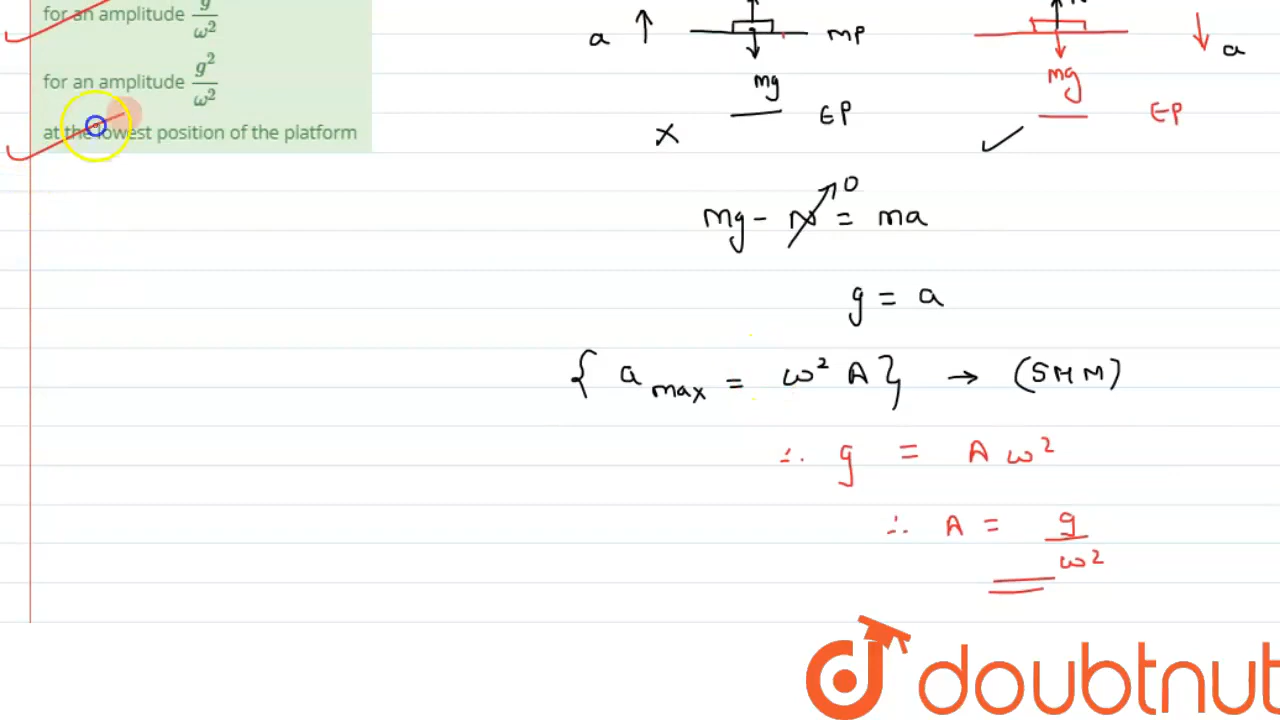 for an amplitude g/ω²
for an amplitude g²/ω²
at the lowest position of the platform
a
MP
mg
EP
N
mg
a
EP
mg - N = ma
0
g = a
{ a max = ω² A } → (SHM)
∴ g = A ω²
∴ A = g/ω²
doubtnut